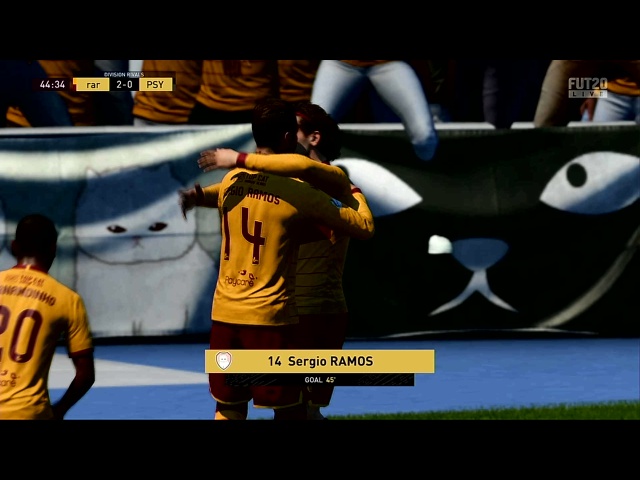 DIVISION RIVALS
44:34 rar 2-0 PSY
FUT20
LIVE
RAMOS
14
20
14 Sergio RAMOS
GOAL 45'